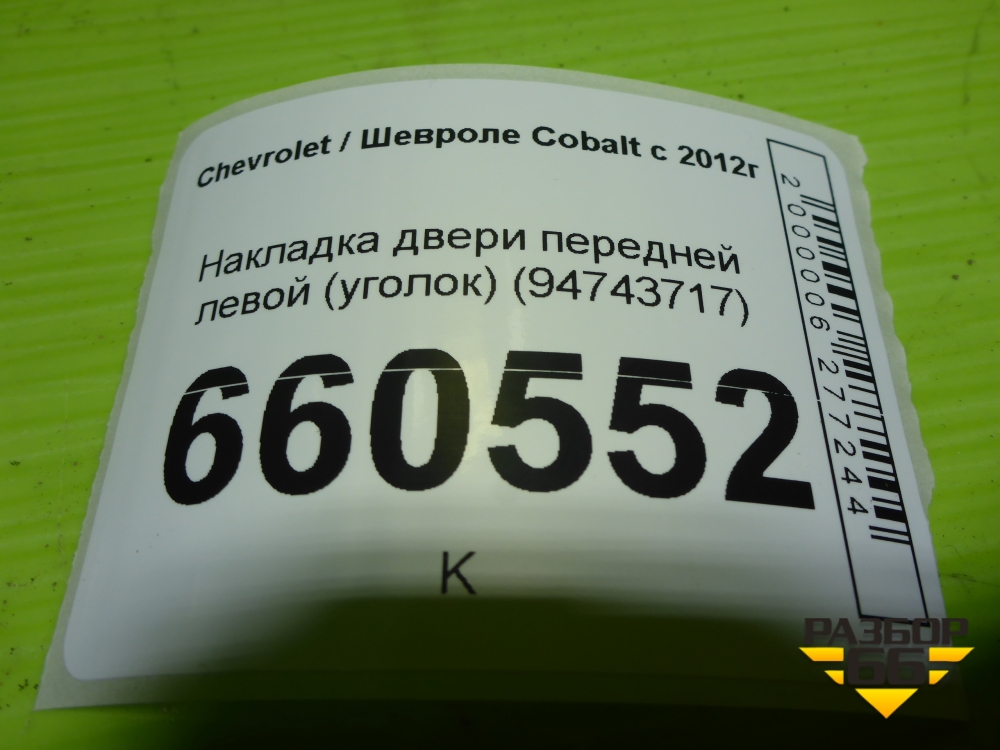 Chevrolet / Шевроле Cobalt с 2012г
Накладка двери передней
левой (уголок) (94743717)
660552
К
2000006277244
РАЗБОР
66